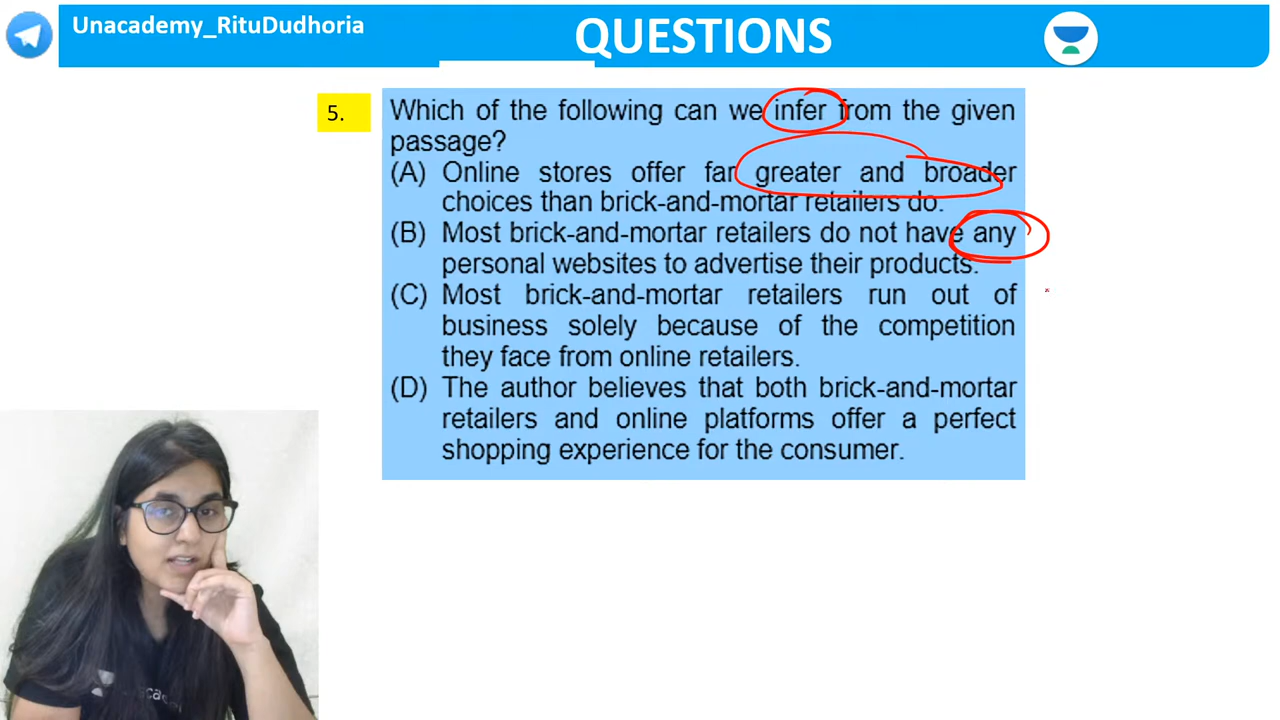 Unacademy_RituDudhoria
QUESTIONS
5.
Which of the following can we infer from the given
passage?
(A) Online stores offer far greater and broader
choices than brick-and-mortar retailers do.
(B) Most brick-and-mortar retailers do not have any
personal websites to advertise their products.
(C) Most brick-and-mortar retailers run out of
business solely because of the competition
they face from online retailers.
(D) The author believes that both brick-and-mortar
retailers and online platforms offer a perfect
shopping experience for the consumer.